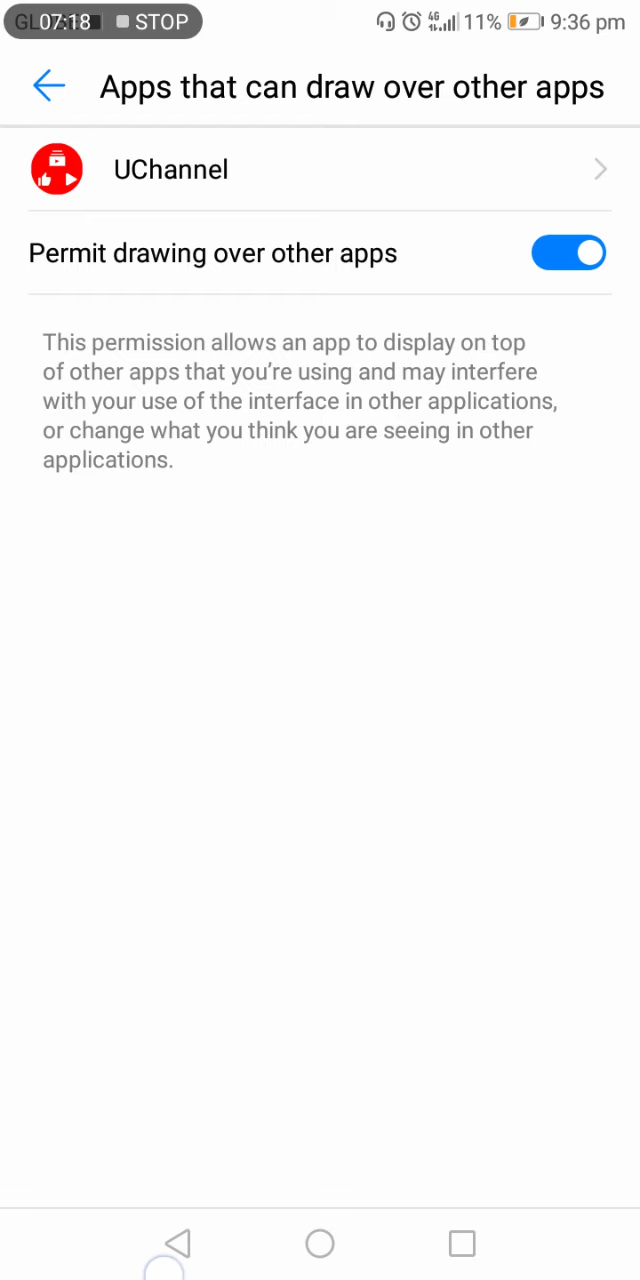 07:18 STOP 4G 11% 9:36 pm
Apps that can draw over other apps
UChannel
Permit drawing over other apps
This permission allows an app to display on top
of other apps that you’re using and may interfere
with your use of the interface in other applications,
or change what you think you are seeing in other
applications.